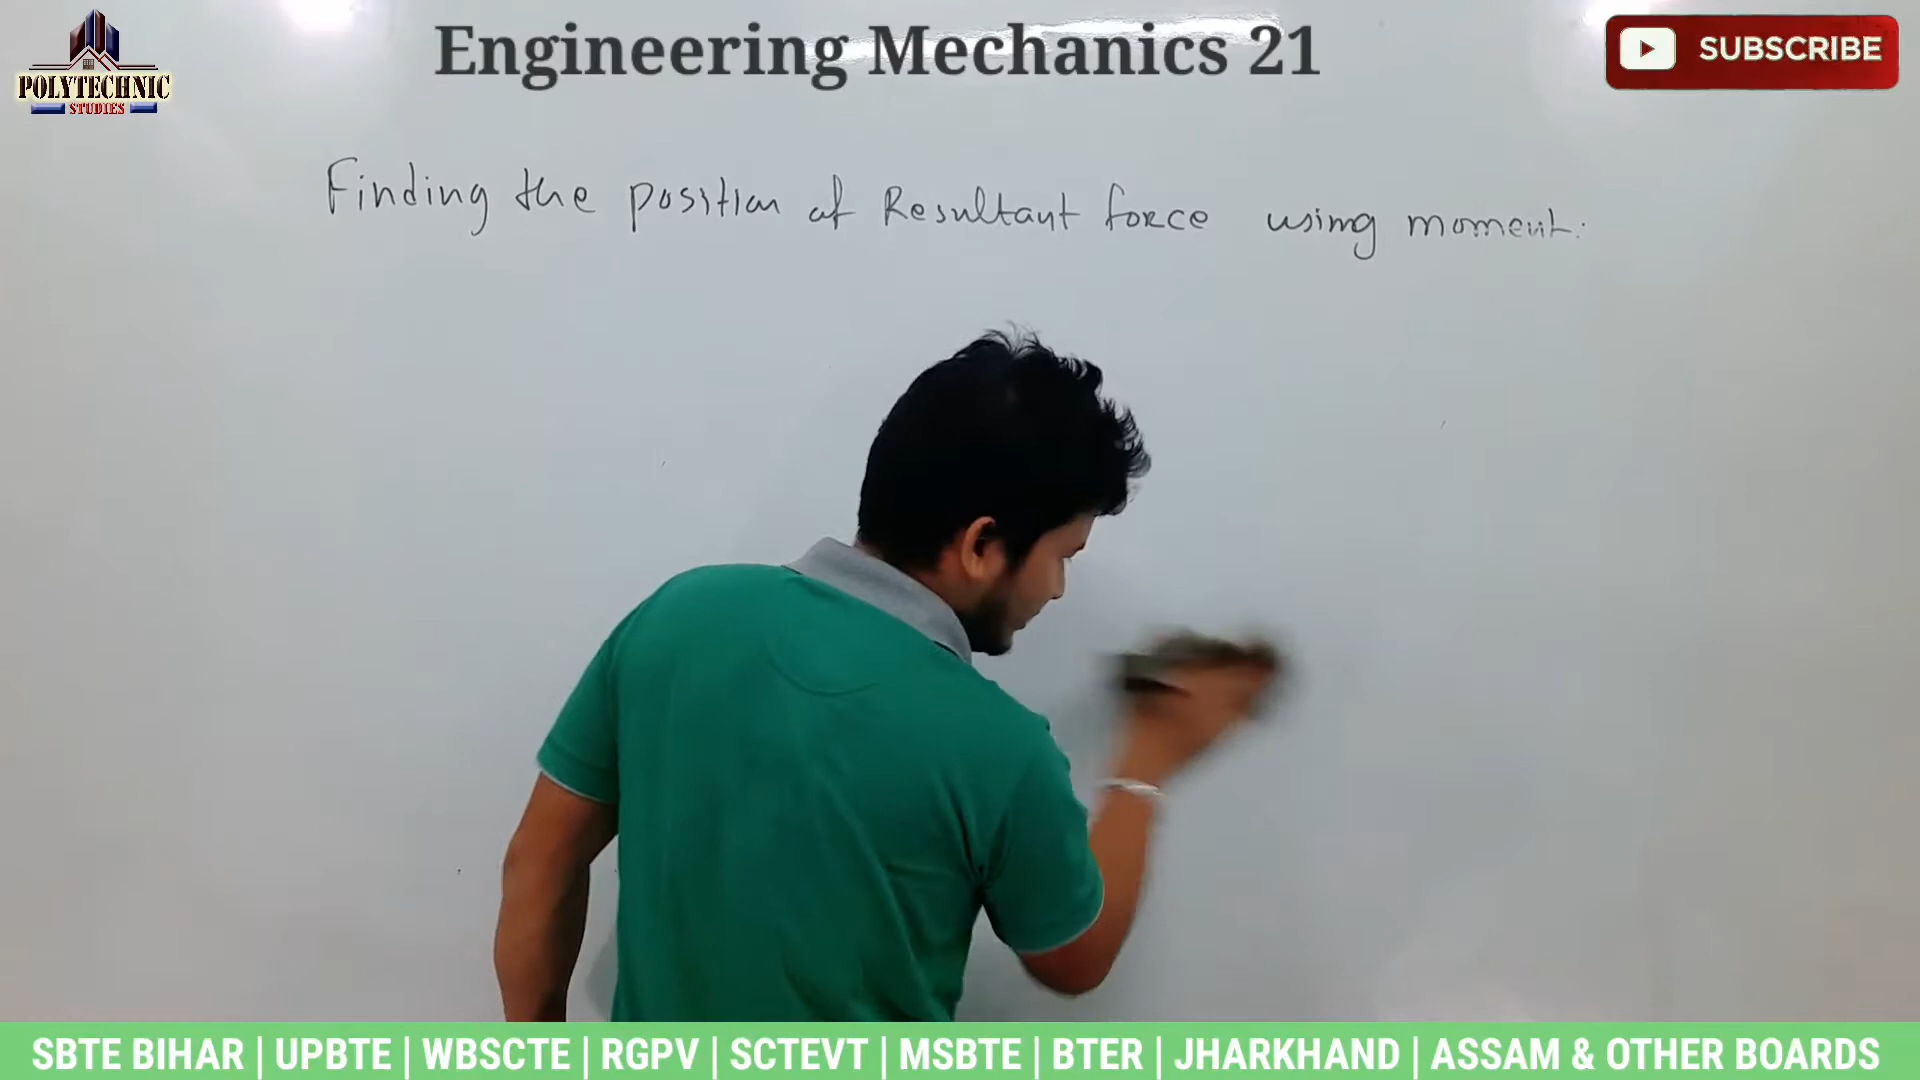 POLYTECHNIC
STUDIES
Engineering Mechanics 21
SUBSCRIBE
Finding the position of Resultant force using moment:
SBTE BIHAR | UPBTE | WBSCTE | RGPV | SCTEVT | MSBTE | BTER | JHARKHAND | ASSAM & OTHER BOARDS